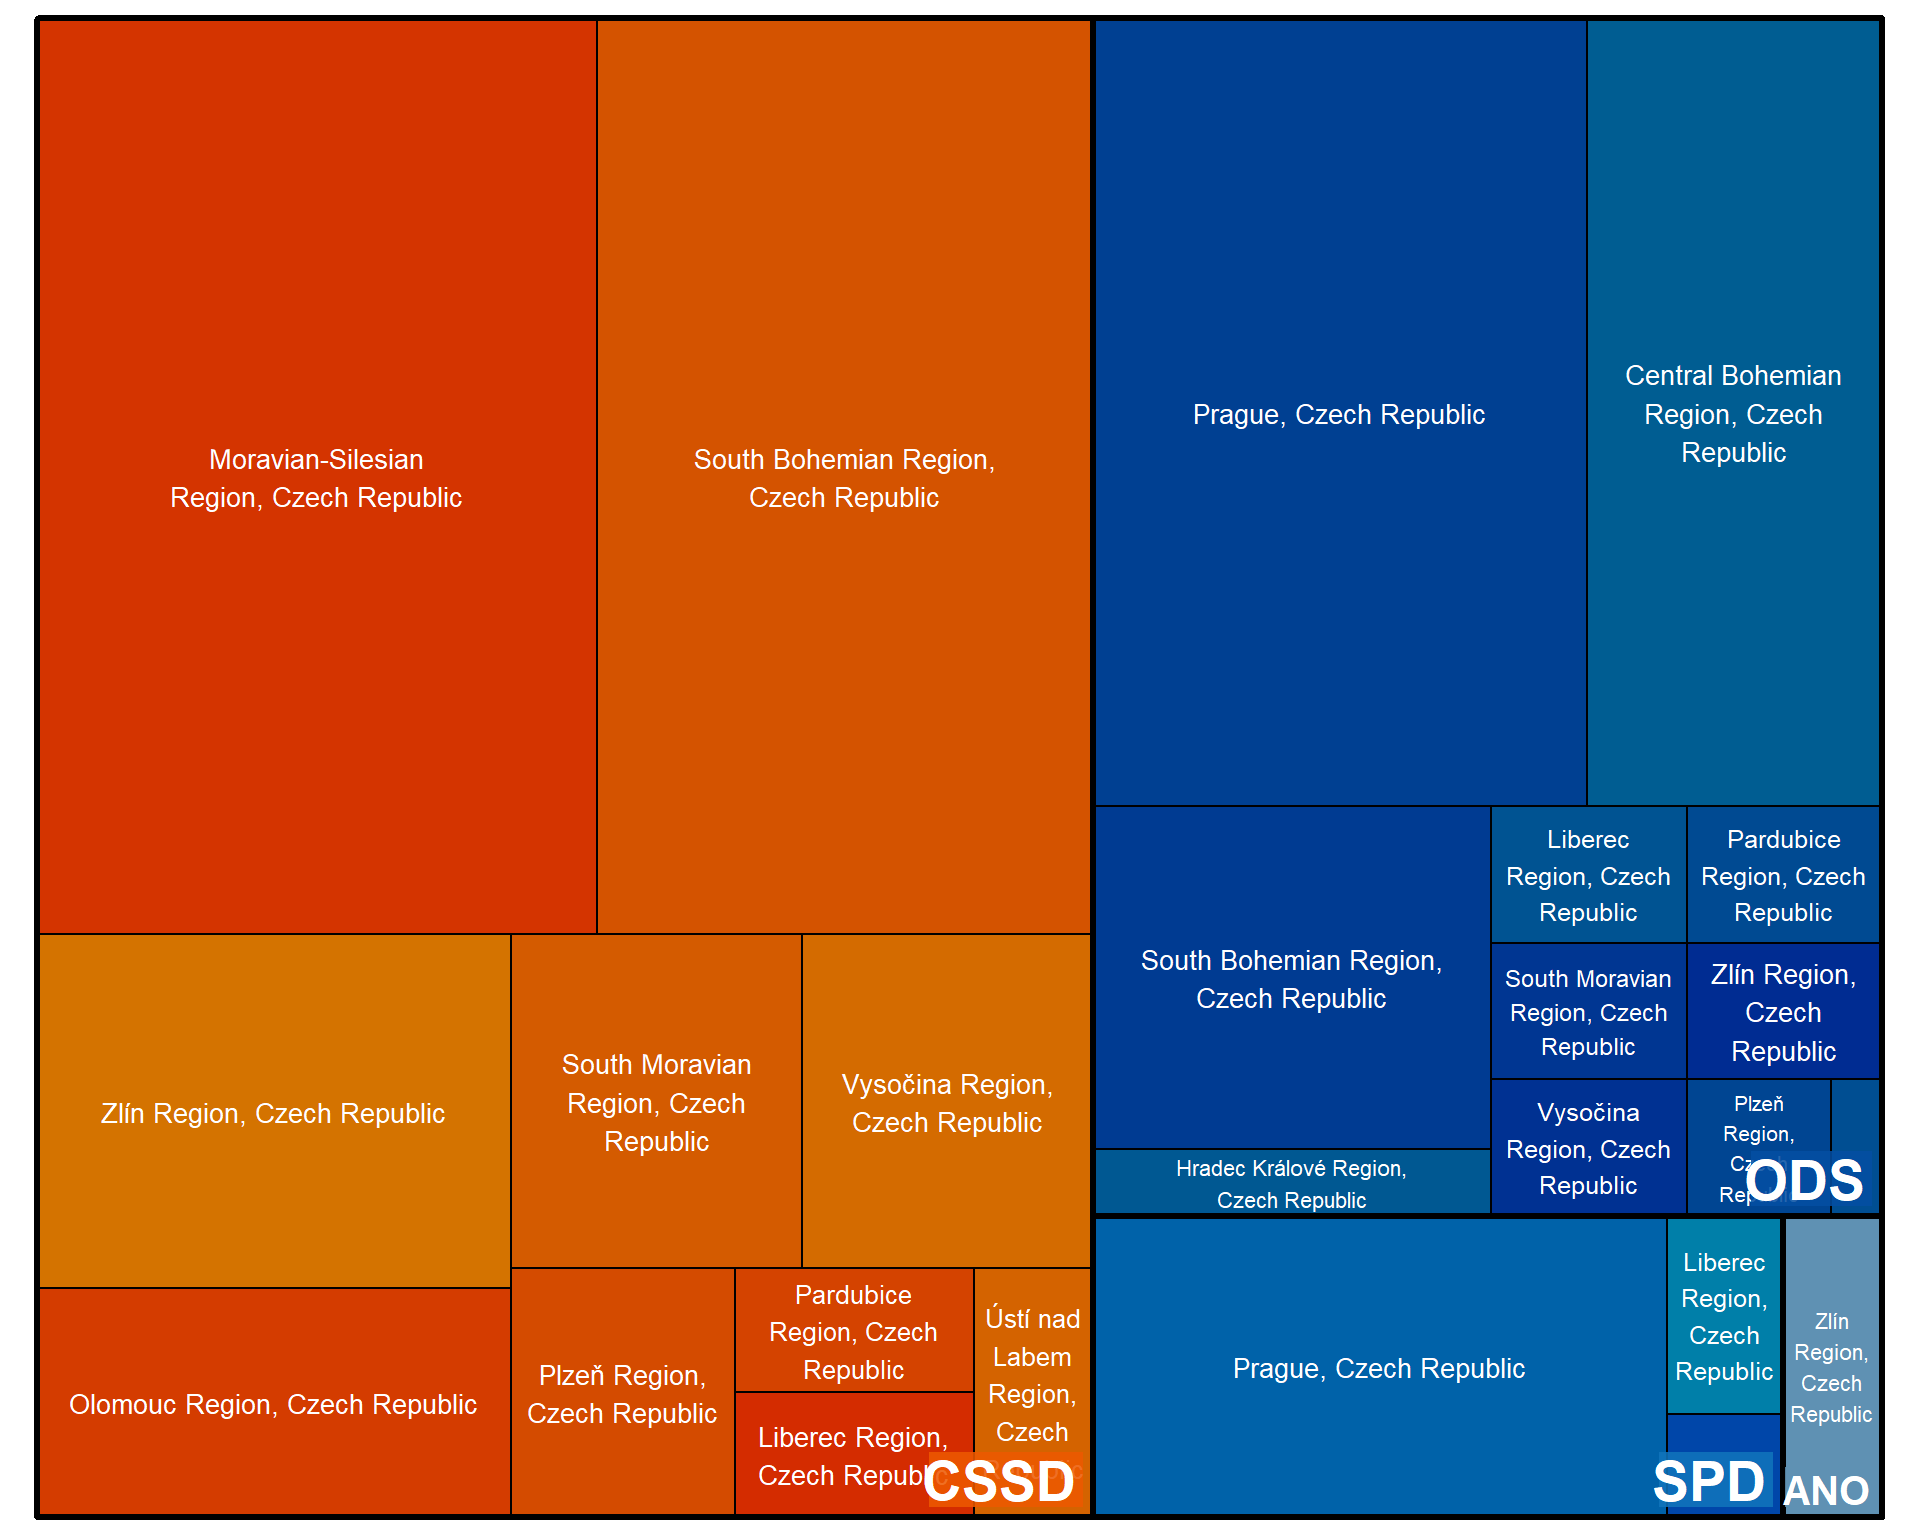 Moravian-Silesian
Region, Czech Republic
South Bohemian Region,
Czech Republic
Zlín Region, Czech Republic
Olomouc Region, Czech Republic
South Moravian
Region, Czech
Republic
Vysočina Region,
Czech Republic
Plzeň Region,
Czech Republic
Pardubice
Region, Czech
Republic
Liberec Region,
Czech Republic
Ústí nad
Labem
Region,
Czech
Republic
CSSD
Prague, Czech Republic
Central Bohemian
Region, Czech
Republic
South Bohemian Region,
Czech Republic
Hradec Králové Region,
Czech Republic
Liberec
Region, Czech
Republic
Pardubice
Region, Czech
Republic
South Moravian
Region, Czech
Republic
Zlín Region,
Czech
Republic
Vysočina
Region, Czech
Republic
Plzeň
Region,
Czech
Republic
ODS
Prague, Czech Republic
Liberec
Region,
Czech
Republic
SPD
Zlín
Region,
Czech
Republic
ANO